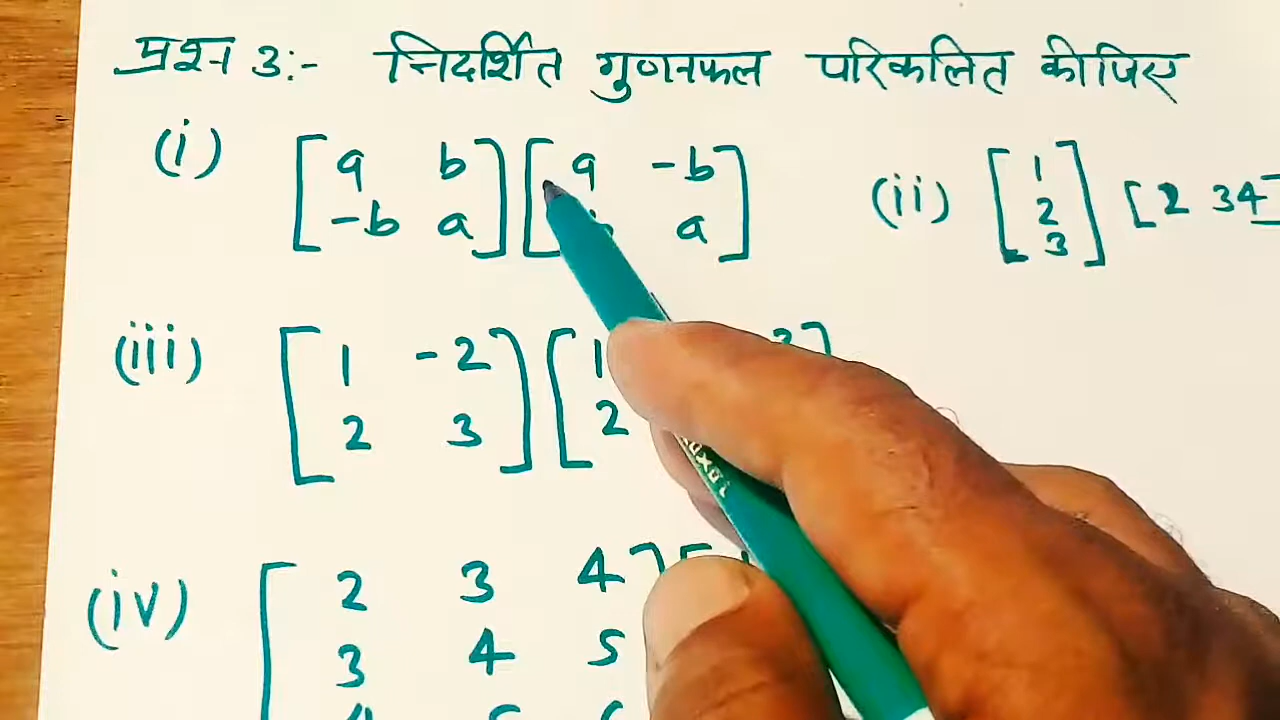 प्रश्न 3:- निदर्शित गुणनफल परिकलित कीजिए
(i) [a b] [a -b] (ii) [1] [2 3 4]
[-b a] [ a] [2]
[3]
(iii) [1 -2] [1
[2 3] [2
(iv) [2 3 4] [
3 4 5